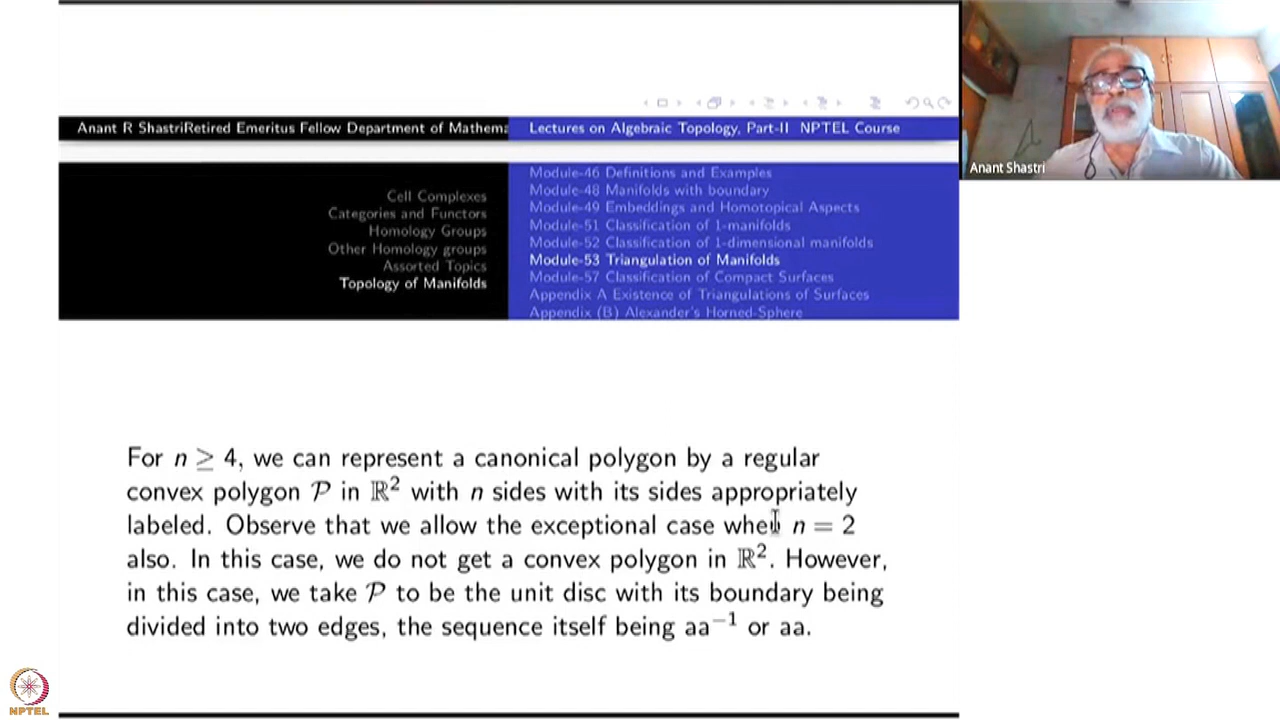 Anant R ShastriRetired Emeritus Fellow Department of Mathema
Lectures on Algebraic Topology, Part-II NPTEL Course
Cell Complexes
Categories and Functors
Homology Groups
Other Homology groups
Assorted Topics
Topology of Manifolds
Module-46 Definitions and Examples
Module-48 Manifolds with boundary
Module-49 Embeddings and Homotopical Aspects
Module-51 Classification of 1-manifolds
Module-52 Classification of 1-dimensional manifolds
Module-53 Triangulation of Manifolds
Module-57 Classification of Compact Surfaces
Appendix A Existence of Triangulations of Surfaces
Appendix (B) Alexander's Horned-Sphere
For n ≥ 4, we can represent a canonical polygon by a regular
convex polygon 𝒫 in ℝ² with n sides with its sides appropriately
labeled. Observe that we allow the exceptional case when n = 2
also. In this case, we do not get a convex polygon in ℝ². However,
in this case, we take 𝒫 to be the unit disc with its boundary being
divided into two edges, the sequence itself being aa⁻¹ or aa.
Anant Shastri
NPTEL